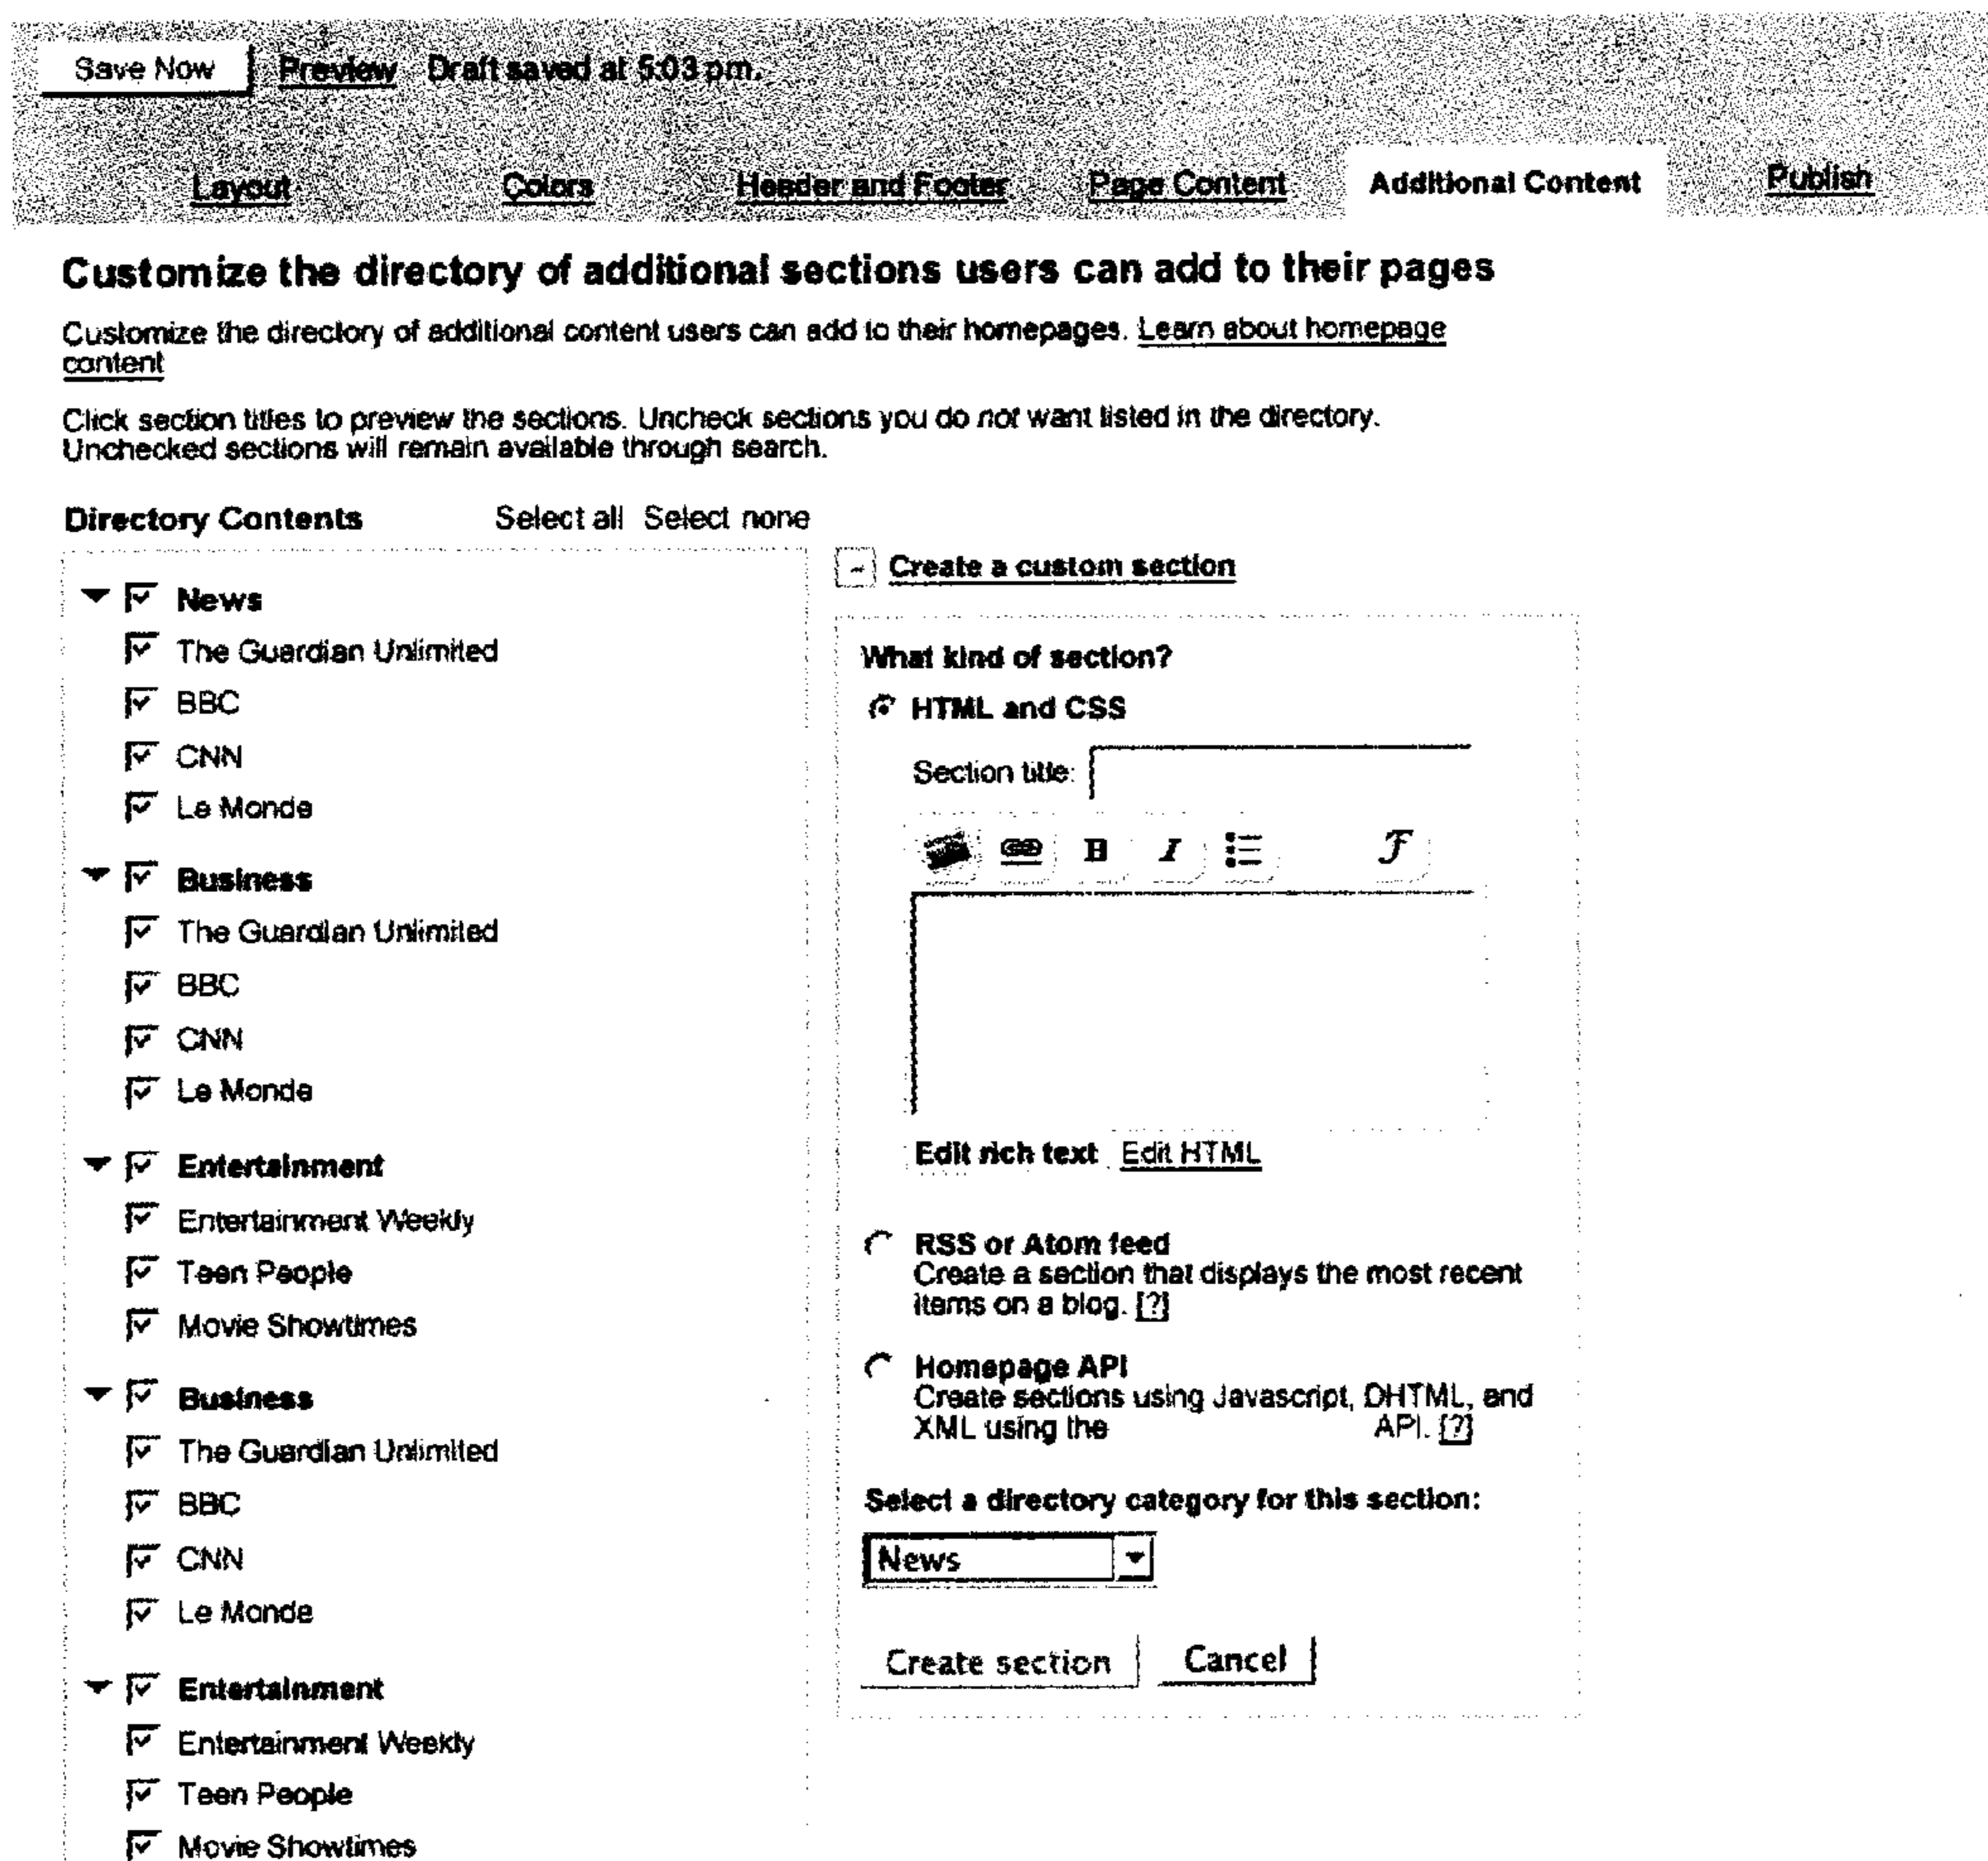 Save Now Preview Draft saved at 5:03 pm.
Layout Colors Header and Footer Page Content Additional Content Publish
Customize the directory of additional sections users can add to their pages
Customize the directory of additional content users can add to their homepages. Learn about homepage
content
Click section titles to preview the sections. Uncheck sections you do not want listed in the directory.
Unchecked sections will remain available through search.
Directory Contents Select all Select none
News
The Guardian Unlimited
BBC
CNN
Le Monde
Business
The Guardian Unlimited
BBC
CNN
Le Monde
Entertainment
Entertainment Weekly
Teen People
Movie Showtimes
Business
The Guardian Unlimited
BBC
CNN
Le Monde
Entertainment
Entertainment Weekly
Teen People
Movie Showtimes
- Create a custom section
What kind of section?
HTML and CSS
Section title:
B I F
Edit rich text Edit HTML
RSS or Atom feed
Create a section that displays the most recent
items on a blog. [?]
Homepage API
Create sections using Javascript, DHTML, and
XML using the API. [?]
Select a directory category for this section:
News
Create section Cancel